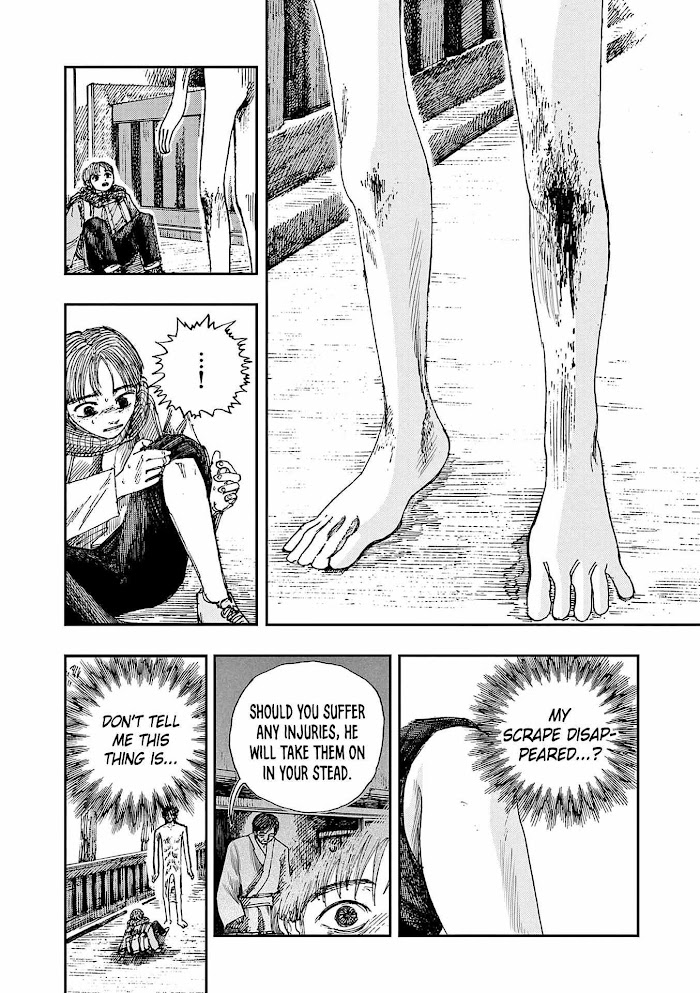 ...!
MY
SCRAPE DISAP-
PEARED...?
SHOULD YOU SUFFER
ANY INJURIES, HE
WILL TAKE THEM ON
IN YOUR STEAD.
DON'T TELL
ME THIS
THING IS...